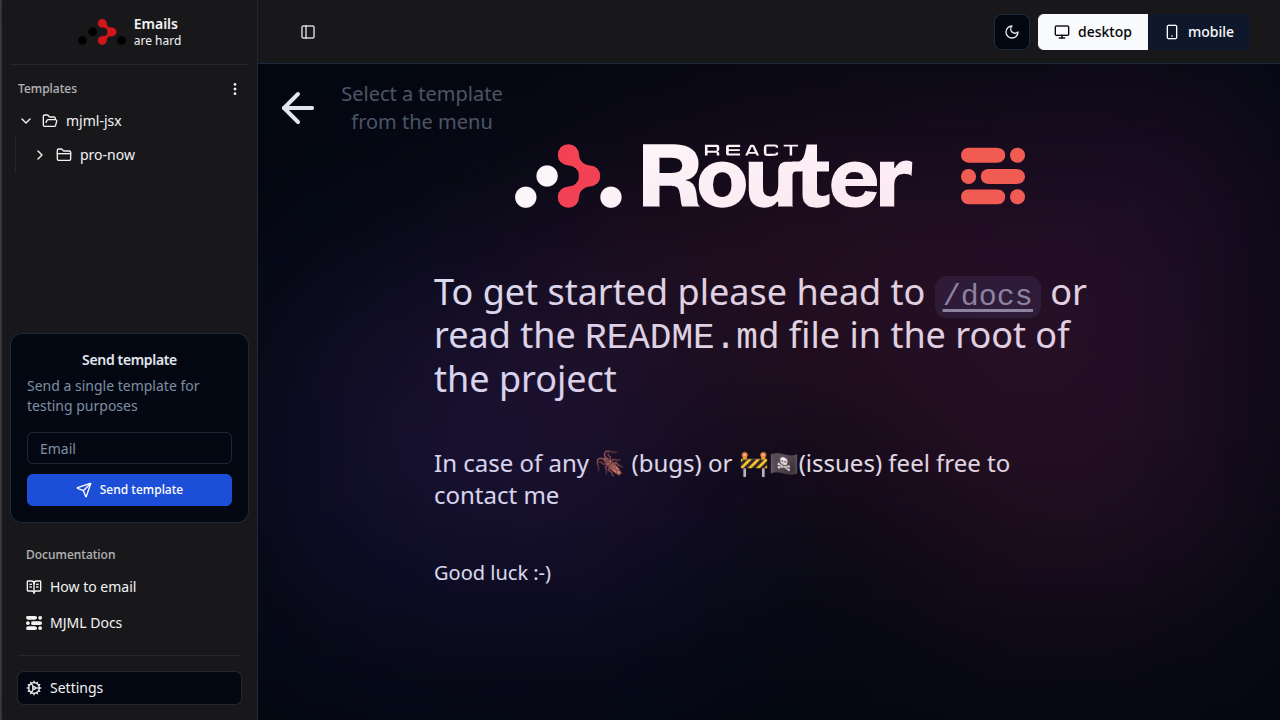 Emails
are hard
Templates
mjml-jsx
pro-now
Send template
Send a single template for
testing purposes
Email
Send template
Documentation
How to email
MJML Docs
Settings
desktop
mobile
Select a template
from the menu
REACT
Router
To get started please head to /docs or
read the README.md file in the root of
the project
In case of any 🪳 (bugs) or 🚧🏴‍☠️(issues) feel free to
contact me
Good luck :-)